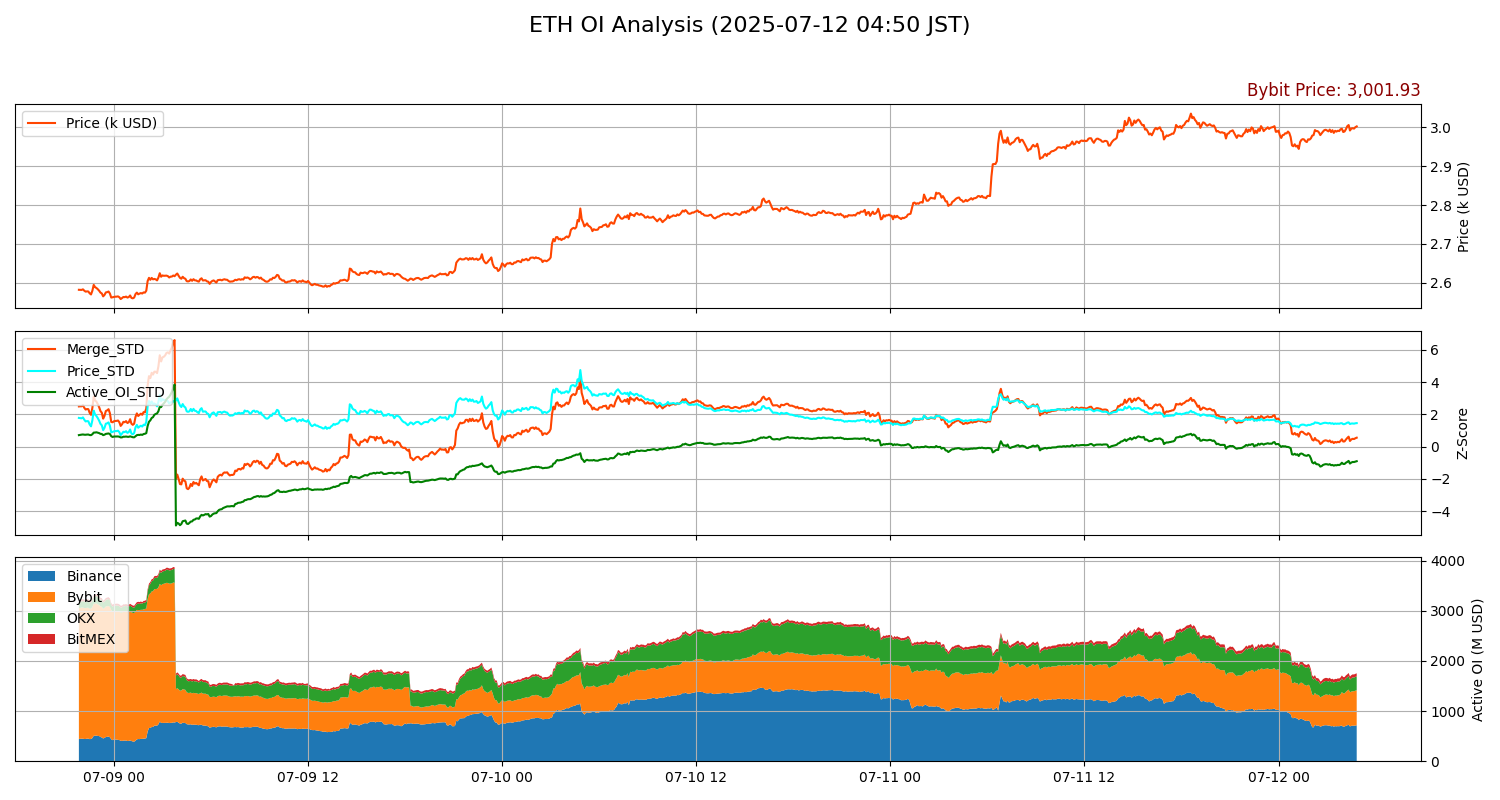 ETH OI Analysis (2025-07-12 04:50 JST)
Bybit Price: 3,001.93
Price (k USD)
3.0
2.9
2.8
2.7
2.6
Price (k USD)
Merge_STD
Price_STD
Active_OI_STD
6
4
2
0
−2
−4
Z-Score
Binance
Bybit
OKX
BitMEX
4000
3000
2000
1000
0
Active OI (M USD)
07-09 00
07-09 12
07-10 00
07-10 12
07-11 00
07-11 12
07-12 00